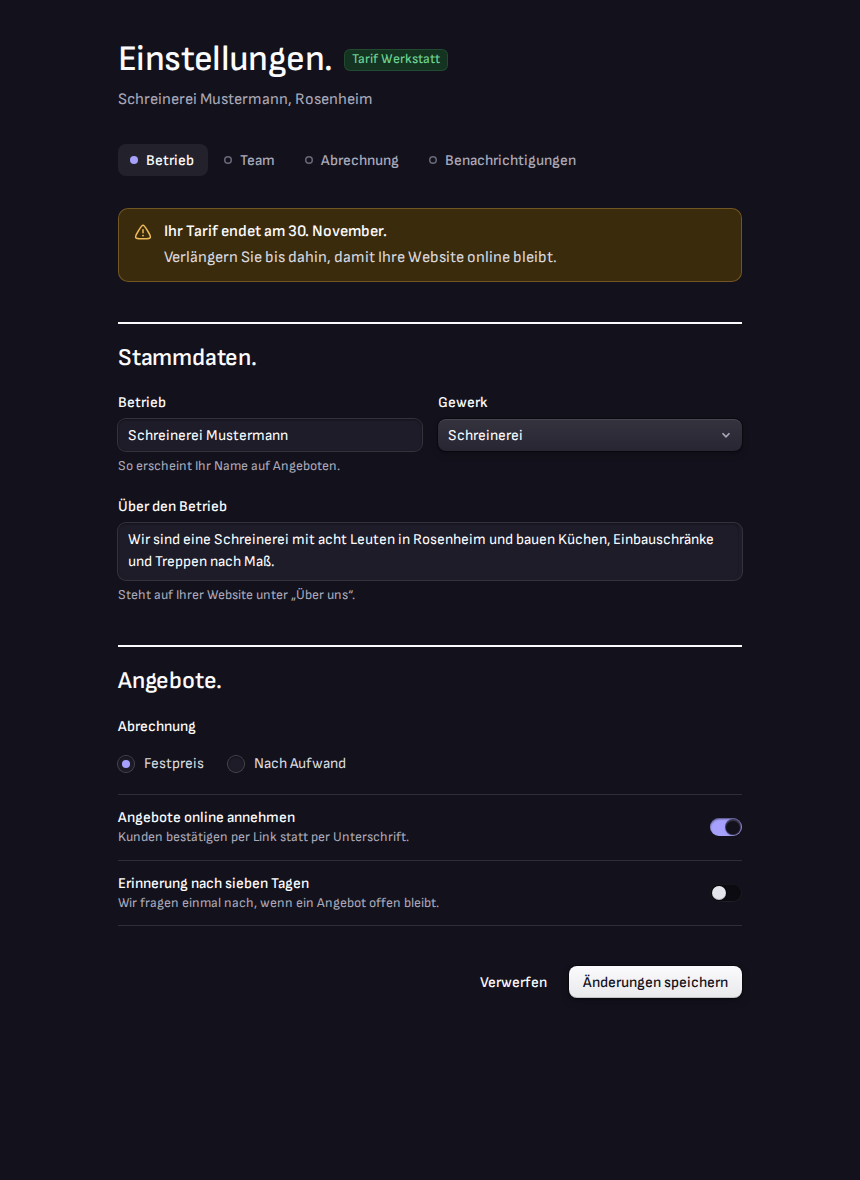 Einstellungen.
Tarif Werkstatt
Schreinerei Mustermann, Rosenheim
Betrieb
Team
Abrechnung
Benachrichtigungen
Ihr Tarif endet am 30. November.
Verlängern Sie bis dahin, damit Ihre Website online bleibt.
Stammdaten.
Betrieb
Gewerk
Schreinerei Mustermann
Schreinerei
So erscheint Ihr Name auf Angeboten.
Über den Betrieb
Wir sind eine Schreinerei mit acht Leuten in Rosenheim und bauen Küchen, Einbauschränke
und Treppen nach Maß.
Steht auf Ihrer Website unter „Über uns“.
Angebote.
Abrechnung
Festpreis
Nach Aufwand
Angebote online annehmen
Kunden bestätigen per Link statt per Unterschrift.
Erinnerung nach sieben Tagen
Wir fragen einmal nach, wenn ein Angebot offen bleibt.
Verwerfen
Änderungen speichern